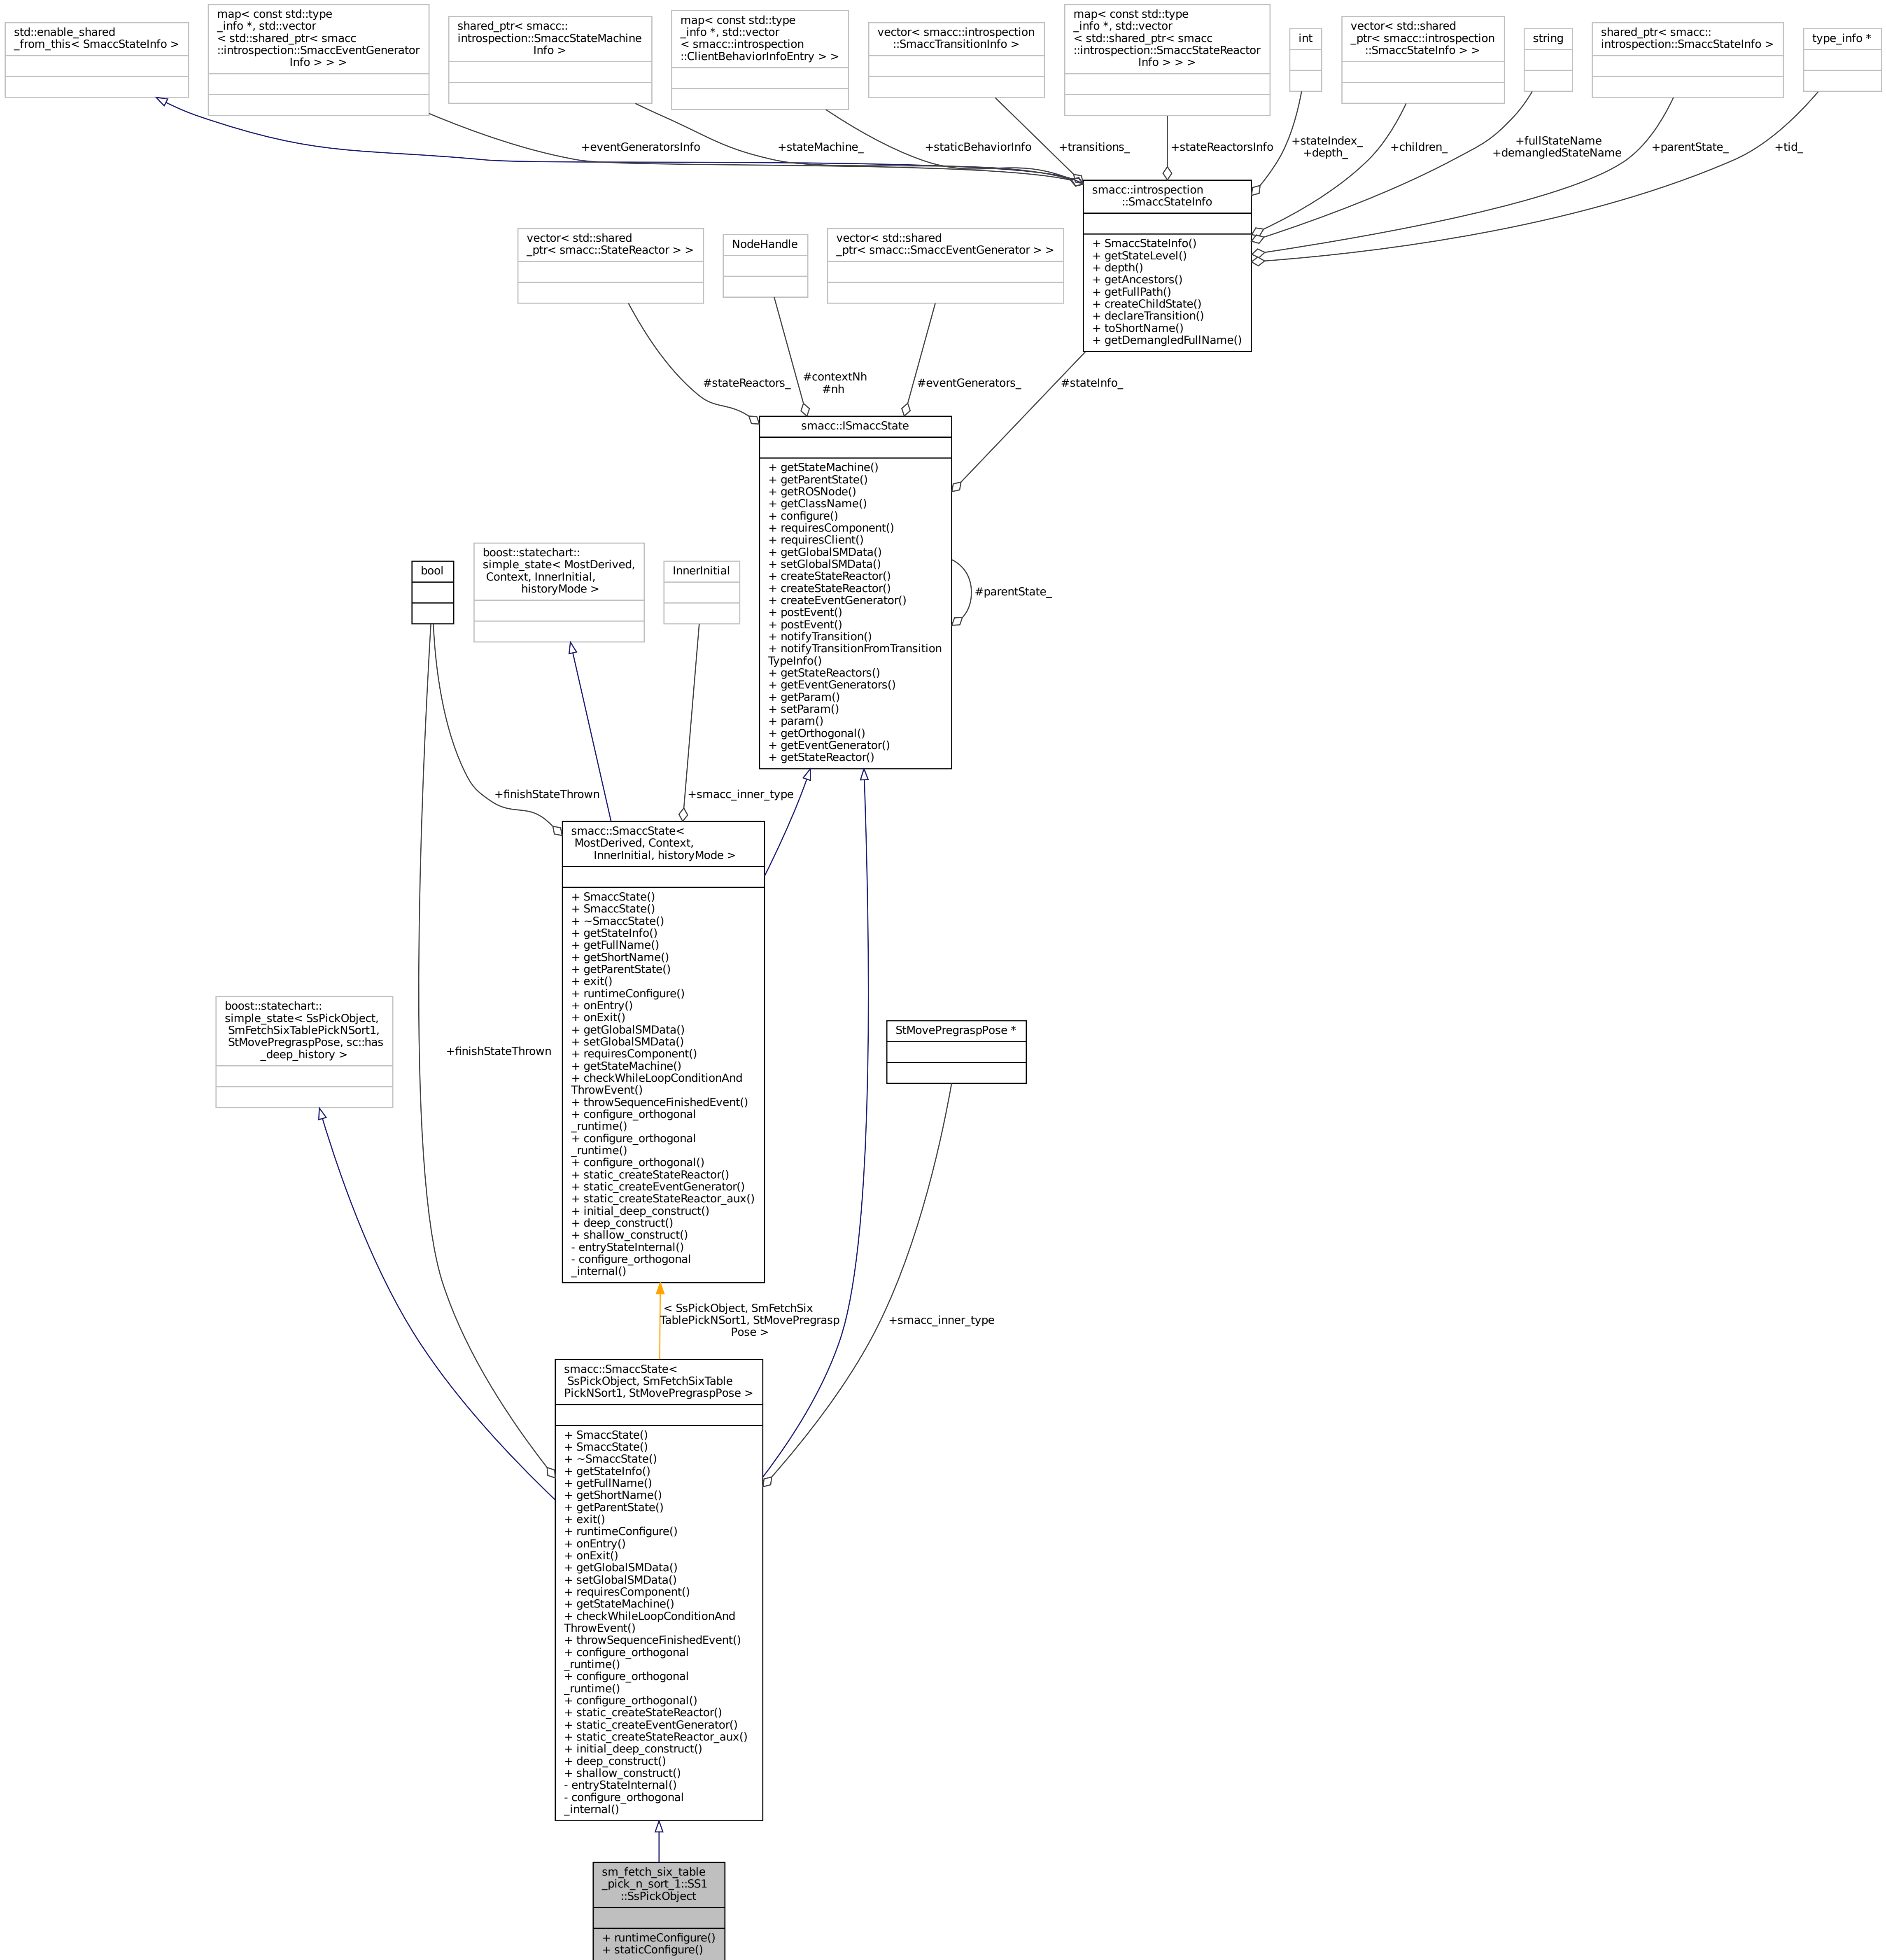 std::enable_shared
_from_this< SmaccStateInfo >
map< const std::type
_info *, std::vector
< std::shared_ptr< smacc
::introspection::SmaccEventGenerator
Info > > >
shared_ptr< smacc::
introspection::SmaccStateMachine
Info >
map< const std::type
_info *, std::vector
< smacc::introspection
::ClientBehaviorInfoEntry > >
vector< smacc::introspection
::SmaccTransitionInfo >
map< const std::type
_info *, std::vector
< std::shared_ptr< smacc
::introspection::SmaccStateReactor
Info > > >
int
vector< std::shared
_ptr< smacc::introspection
::SmaccStateInfo > >
string
shared_ptr< smacc::
introspection::SmaccStateInfo >
type_info *
+eventGeneratorsInfo
+stateMachine_
+staticBehaviorInfo
+transitions_
+stateReactorsInfo
+stateIndex_
+depth_
+children_
+fullStateName
+demangledStateName
+parentState_
+tid_
smacc::introspection
::SmaccStateInfo
+ SmaccStateInfo()
+ getStateLevel()
+ depth()
+ getAncestors()
+ getFullPath()
+ createChildState()
+ declareTransition()
+ toShortName()
+ getDemangledFullName()
vector< std::shared
_ptr< smacc::StateReactor > >
NodeHandle
vector< std::shared
_ptr< smacc::SmaccEventGenerator > >
#stateReactors_
#contextNh
#nh
#eventGenerators_
#stateInfo_
smacc::ISmaccState
+ getStateMachine()
+ getParentState()
+ getROSNode()
+ getClassName()
+ configure()
+ requiresComponent()
+ requiresClient()
+ getGlobalSMData()
+ setGlobalSMData()
+ createStateReactor()
+ createStateReactor()
+ createEventGenerator()
+ postEvent()
+ postEvent()
+ notifyTransition()
+ notifyTransitionFromTransition
TypeInfo()
+ getStateReactors()
+ getEventGenerators()
+ getParam()
+ setParam()
+ param()
+ getOrthogonal()
+ getEventGenerator()
+ getStateReactor()
#parentState_
bool
boost::statechart::
simple_state< MostDerived,
Context, InnerInitial,
historyMode >
InnerInitial
+finishStateThrown
+smacc_inner_type
smacc::SmaccState<
MostDerived, Context,
InnerInitial, historyMode >
+ SmaccState()
+ SmaccState()
+ ~SmaccState()
+ getStateInfo()
+ getFullName()
+ getShortName()
+ getParentState()
+ exit()
+ runtimeConfigure()
+ onEntry()
+ onExit()
+ getGlobalSMData()
+ setGlobalSMData()
+ requiresComponent()
+ getStateMachine()
+ checkWhileLoopConditionAnd
ThrowEvent()
+ throwSequenceFinishedEvent()
+ configure_orthogonal
_runtime()
+ configure_orthogonal
_runtime()
+ configure_orthogonal()
+ static_createStateReactor()
+ static_createEventGenerator()
+ static_createStateReactor_aux()
+ initial_deep_construct()
+ deep_construct()
+ shallow_construct()
- entryStateInternal()
- configure_orthogonal
_internal()
boost::statechart::
simple_state< SsPickObject,
SmFetchSixTablePickNSort1,
StMovePregraspPose, sc::has
_deep_history >
+finishStateThrown
StMovePregraspPose *
< SsPickObject, SmFetchSix
TablePickNSort1, StMovePregrasp
Pose >
+smacc_inner_type
smacc::SmaccState<
SsPickObject, SmFetchSixTable
PickNSort1, StMovePregraspPose >
+ SmaccState()
+ SmaccState()
+ ~SmaccState()
+ getStateInfo()
+ getFullName()
+ getShortName()
+ getParentState()
+ exit()
+ runtimeConfigure()
+ onEntry()
+ onExit()
+ getGlobalSMData()
+ setGlobalSMData()
+ requiresComponent()
+ getStateMachine()
+ checkWhileLoopConditionAnd
ThrowEvent()
+ throwSequenceFinishedEvent()
+ configure_orthogonal
_runtime()
+ configure_orthogonal
_runtime()
+ configure_orthogonal()
+ static_createStateReactor()
+ static_createEventGenerator()
+ static_createStateReactor_aux()
+ initial_deep_construct()
+ deep_construct()
+ shallow_construct()
- entryStateInternal()
- configure_orthogonal
_internal()
sm_fetch_six_table
_pick_n_sort_1::SS1
::SsPickObject
+ runtimeConfigure()
+ staticConfigure()